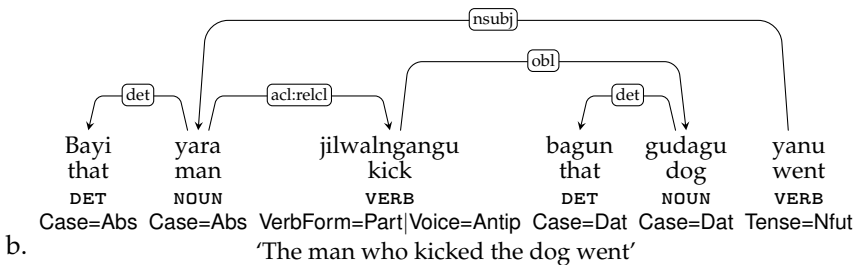 nsubj
obl
det acl:relcl det
Bayi yara jilwalngangu bagun gudagu yanu
that man kick that dog went
DET NOUN VERB DET NOUN VERB
Case=Abs Case=Abs VerbForm=Part|Voice=Antip Case=Dat Case=Dat Tense=Nfut
b. ‘The man who kicked the dog went’